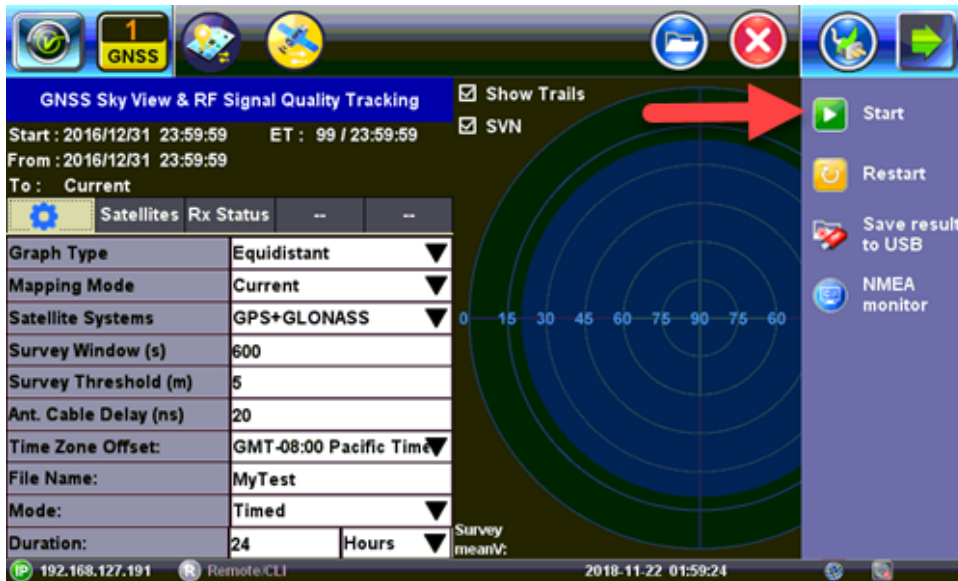 1
GNSS
GNSS Sky View & RF Signal Quality Tracking
Start : 2016/12/31 23:59:59 ET : 99 / 23:59:59
From : 2016/12/31 23:59:59
To : Current
Satellites Rx Status -- --
Graph Type Equidistant
Mapping Mode Current
Satellite Systems GPS+GLONASS
Survey Window (s) 600
Survey Threshold (m) 5
Ant. Cable Delay (ns) 20
Time Zone Offset: GMT-08:00 Pacific Time
File Name: MyTest
Mode: Timed
Duration: 24 Hours
Show Trails
SVN
0 15 30 45 60 75 90 75 60
Survey
meanV:
Start
Restart
Save result
to USB
NMEA
monitor
IP 192.168.127.191 R Remote/CLI 2018-11-22 01:59:24